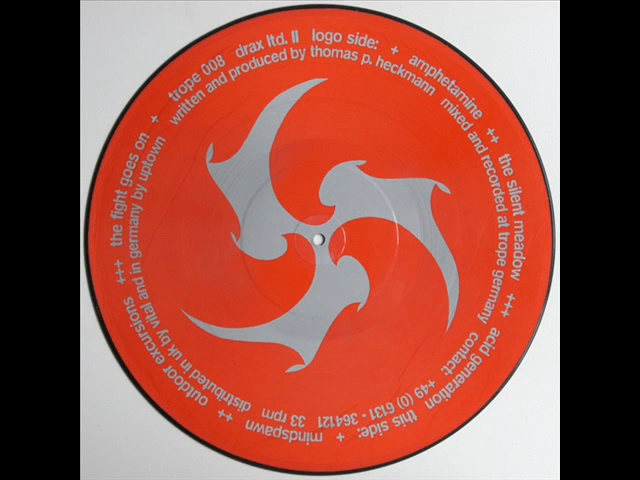 trope 008 drax ltd. II logo side: + amphetamine ++ the silent meadow +++ acid generation this side: + mindspawn ++ outdoor excursions +++ the fight goes on +
written and produced by thomas p. heckmann mixed and recorded at trope germany contact: +49 (0) 6131 - 364121 33 rpm distributed in uk by vital and in germany by uptown